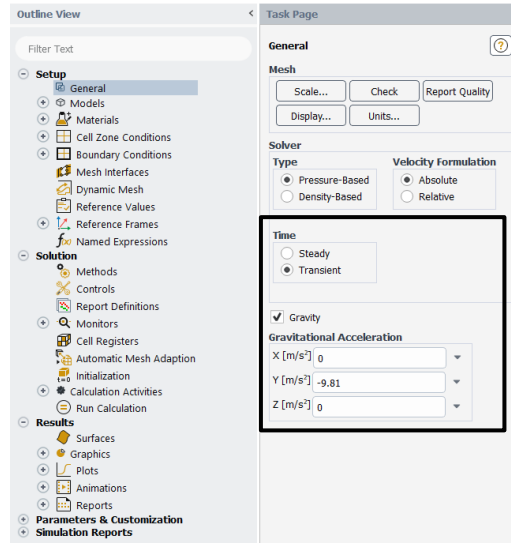 Outline View <
Filter Text
Setup
General
Models
Materials
Cell Zone Conditions
Boundary Conditions
Mesh Interfaces
Dynamic Mesh
Reference Values
Reference Frames
fxx Named Expressions
Solution
Methods
Controls
Report Definitions
Monitors
Cell Registers
Automatic Mesh Adaption
t=0 Initialization
Calculation Activities
Run Calculation
Results
Surfaces
Graphics
Plots
Animations
Reports
Parameters & Customization
Simulation Reports
Task Page
General ?
Mesh
Scale... Check Report Quality
Display... Units...
Solver
Type Velocity Formulation
Pressure-Based Absolute
Density-Based Relative
Time
Steady
Transient
Gravity
Gravitational Acceleration
X [m/s²] 0
Y [m/s²] -9.81
Z [m/s²] 0